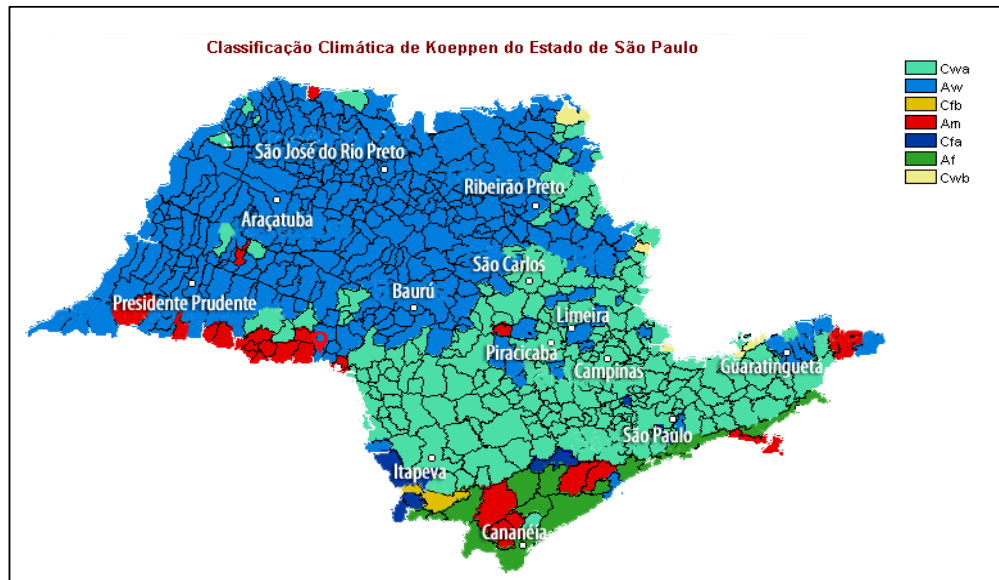 Classificação Climática de Koeppen do Estado de São Paulo
Cwa
Aw
Cfb
Am
Cfa
Af
Cwb
São José do Rio Preto
Ribeirão Preto
Araçatuba
São Carlos
Presidente Prudente
Baurú
Limeira
Piracicaba
Campinas
Guaratinguetá
São Paulo
Itapeva
Cananéia